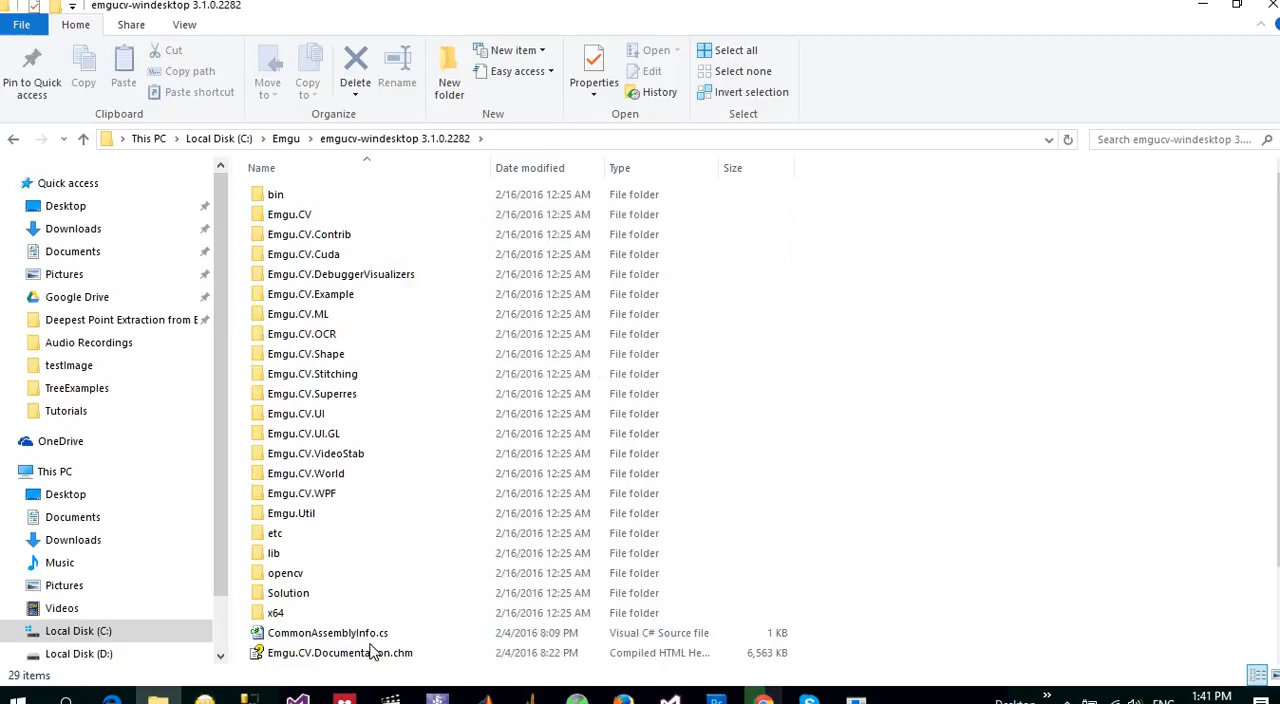 emgucv-windesktop 3.1.0.2282
File Home Share View
Pin to Quick access
Copy
Paste
Cut
Copy path
Paste shortcut
Clipboard
Move to
Copy to
Delete
Rename
Organize
New folder
New item
Easy access
New
Properties
Open
Edit
History
Open
Select all
Select none
Invert selection
Select
This PC Local Disk (C:) Emgu emgucv-windesktop 3.1.0.2282
Search emgucv-windesktop 3....
Quick access
Desktop
Downloads
Documents
Pictures
Google Drive
Deepest Point Extraction from E
Audio Recordings
testImage
TreeExamples
Tutorials
OneDrive
This PC
Desktop
Documents
Downloads
Music
Pictures
Videos
Local Disk (C:)
Local Disk (D:)
Name Date modified Type Size
bin 2/16/2016 12:25 AM File folder
Emgu.CV 2/16/2016 12:25 AM File folder
Emgu.CV.Contrib 2/16/2016 12:25 AM File folder
Emgu.CV.Cuda 2/16/2016 12:25 AM File folder
Emgu.CV.DebuggerVisualizers 2/16/2016 12:25 AM File folder
Emgu.CV.Example 2/16/2016 12:25 AM File folder
Emgu.CV.ML 2/16/2016 12:25 AM File folder
Emgu.CV.OCR 2/16/2016 12:25 AM File folder
Emgu.CV.Shape 2/16/2016 12:25 AM File folder
Emgu.CV.Stitching 2/16/2016 12:25 AM File folder
Emgu.CV.Superres 2/16/2016 12:25 AM File folder
Emgu.CV.UI 2/16/2016 12:25 AM File folder
Emgu.CV.UI.GL 2/16/2016 12:25 AM File folder
Emgu.CV.VideoStab 2/16/2016 12:25 AM File folder
Emgu.CV.World 2/16/2016 12:25 AM File folder
Emgu.CV.WPF 2/16/2016 12:25 AM File folder
Emgu.Util 2/16/2016 12:25 AM File folder
etc 2/16/2016 12:25 AM File folder
lib 2/16/2016 12:25 AM File folder
opencv 2/16/2016 12:25 AM File folder
Solution 2/16/2016 12:25 AM File folder
x64 2/16/2016 12:25 AM File folder
CommonAssemblyInfo.cs 2/4/2016 8:09 PM Visual C# Source file 1 KB
Emgu.CV.Documentation.chm 2/4/2016 8:22 PM Compiled HTML He... 6,563 KB
29 items
Desktop ENG 1:41 PM